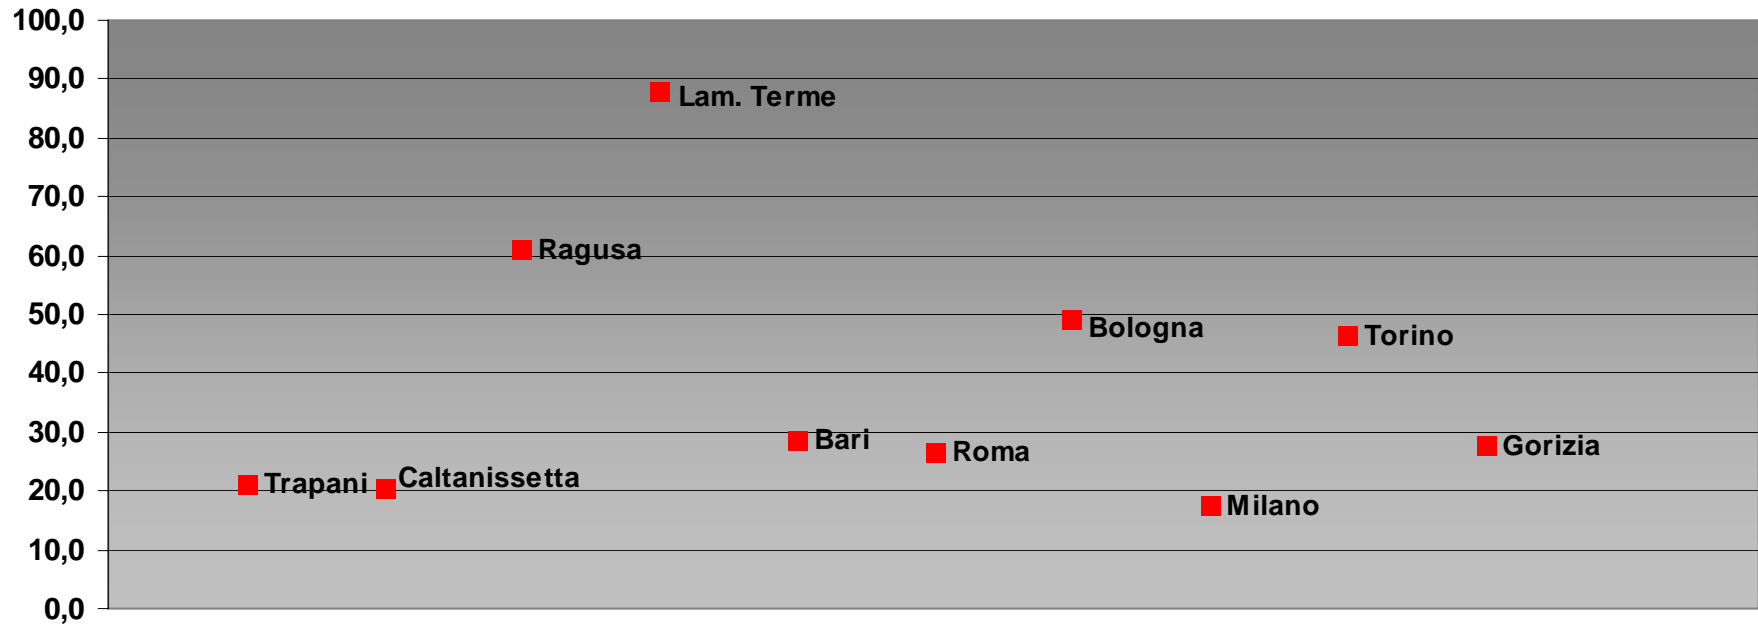 100,0
90,0
80,0
70,0
60,0
50,0
40,0
30,0
20,0
10,0
0,0
Lam. Terme
Ragusa
Bologna
Torino
Bari
Roma
Gorizia
Trapani
Caltanissetta
Milano